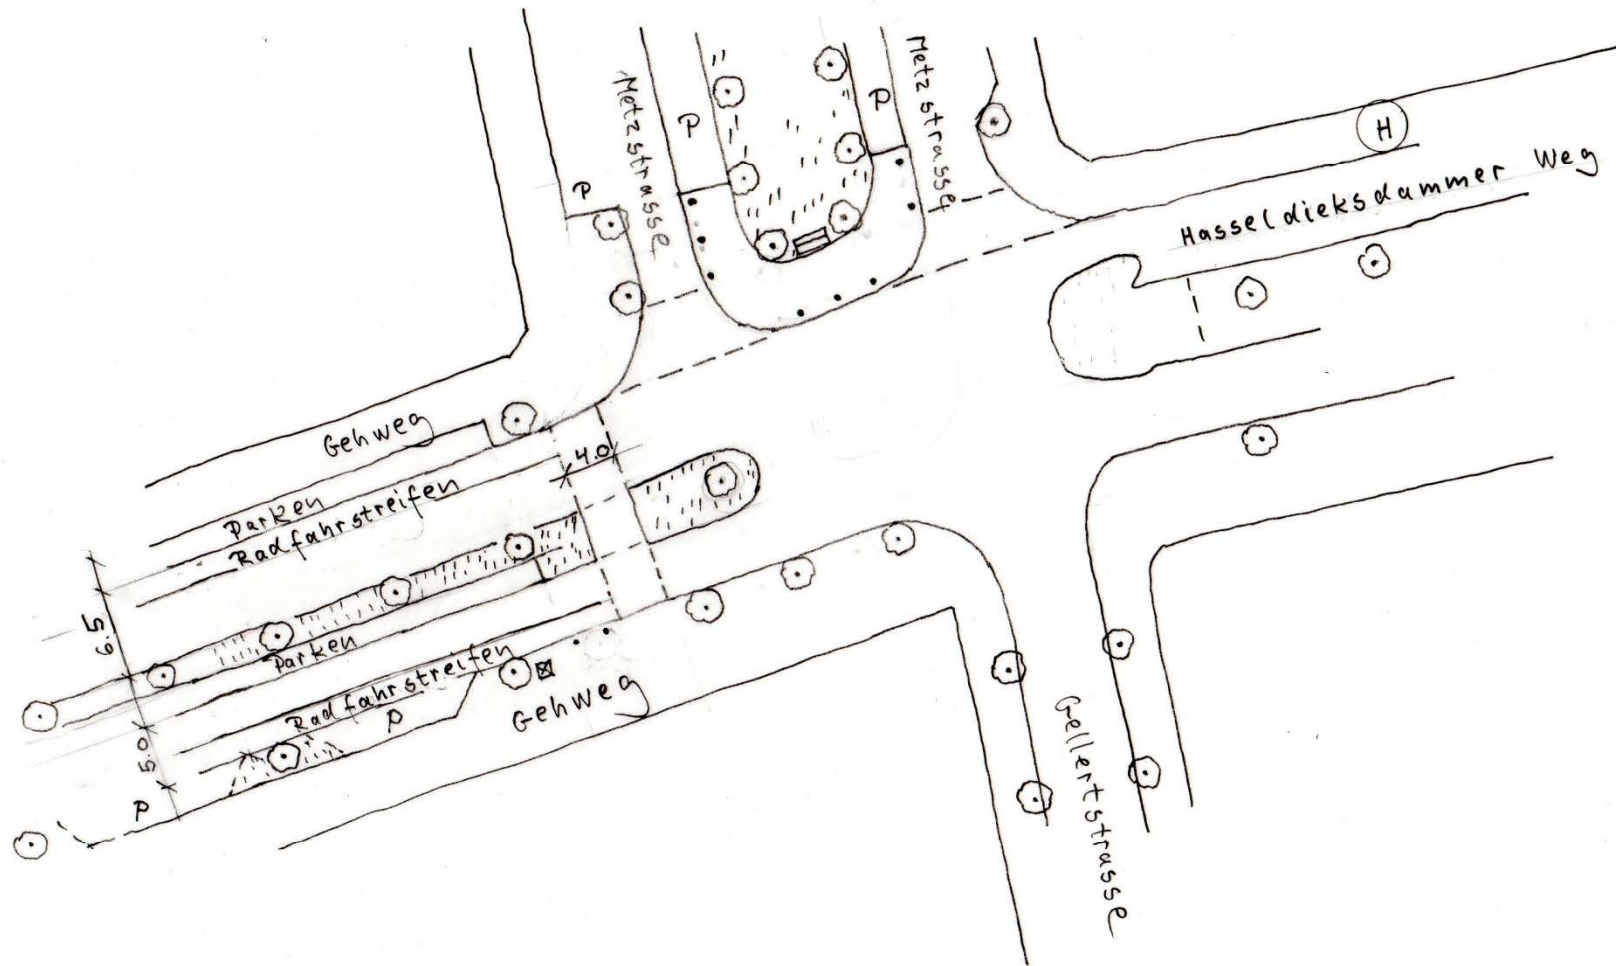 Metzstrasse
Metzstrasse
P
P
P
H
Hasseldieksdammer Weg
Gehweg
4.0
Parken
Radfahrstreifen
6.5
Parken
Radfahrstreifen
P
Gehweg
5.0
P
Gellertstrasse